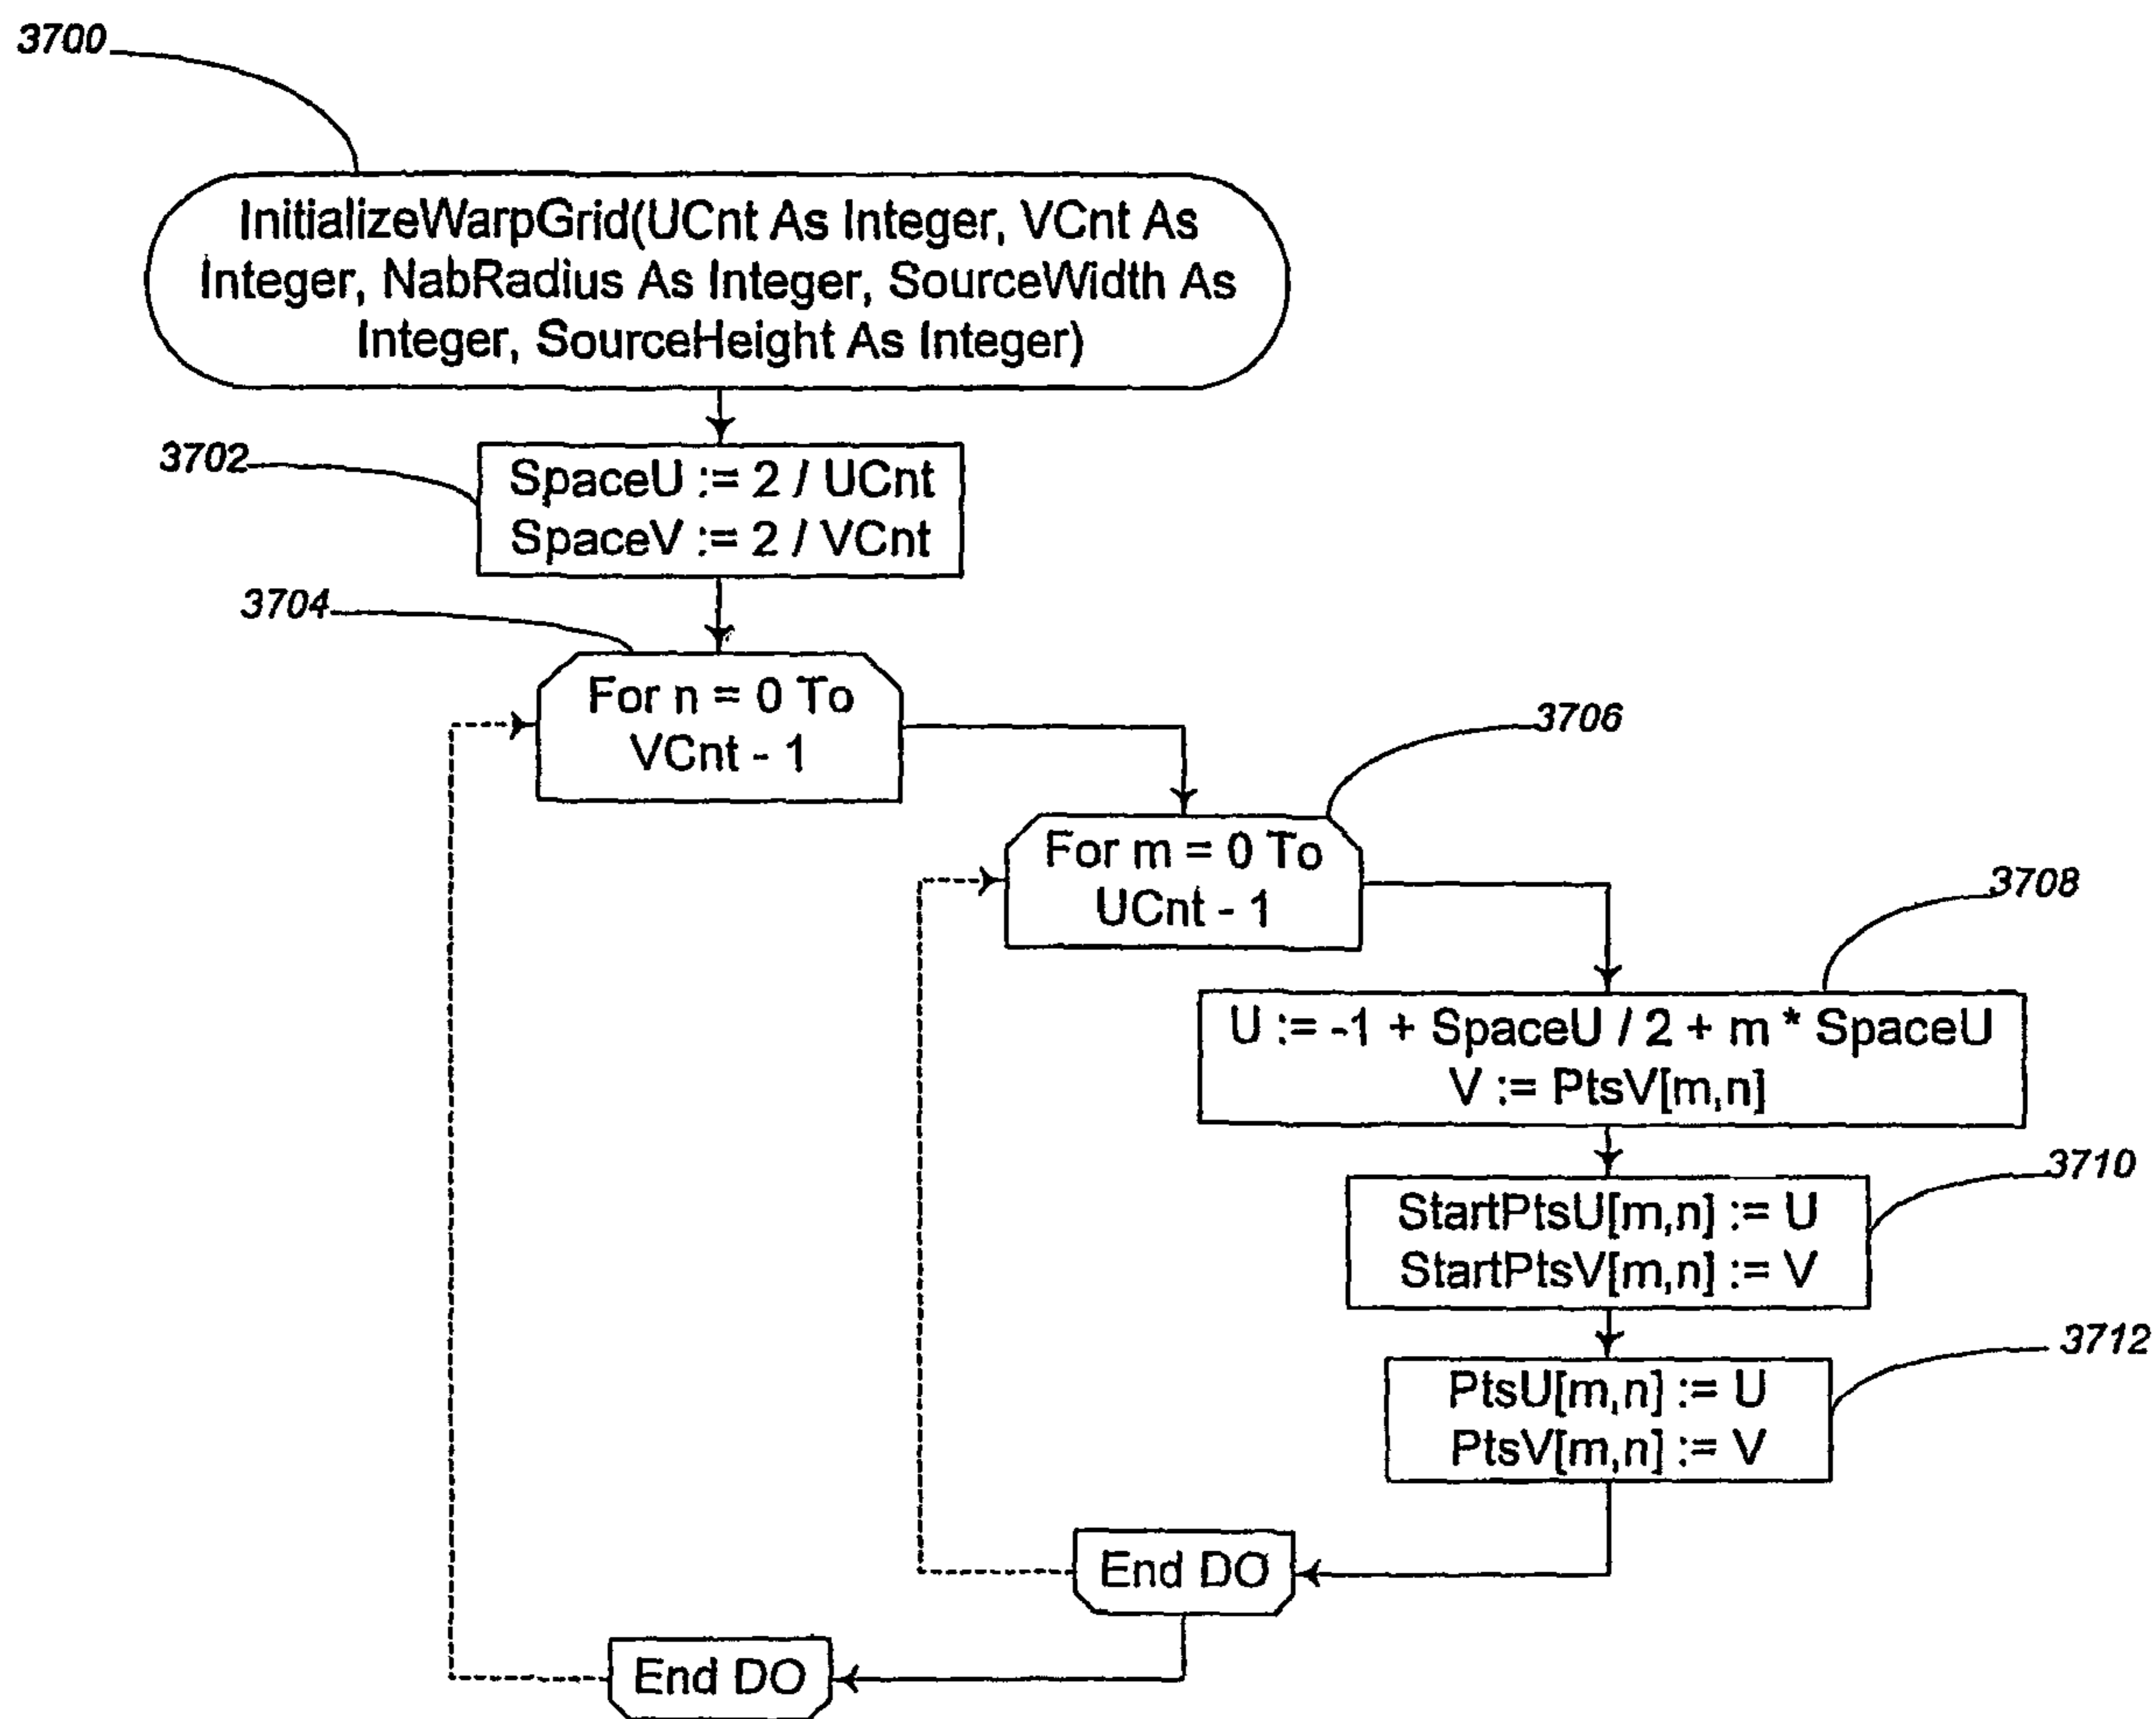 3700
InitializeWarpGrid(UCnt As Integer, VCnt As
Integer, NabRadius As Integer, SourceWidth As
Integer, SourceHeight As Integer)
3702
SpaceU := 2 / UCnt
SpaceV := 2 / VCnt
3704
For n = 0 To
VCnt - 1
3706
For m = 0 To
UCnt - 1
3708
U := -1 + SpaceU / 2 + m * SpaceU
V := PtsV[m,n]
3710
StartPtsU[m,n] := U
StartPtsV[m,n] := V
3712
PtsU[m,n] := U
PtsV[m,n] := V
End DO
End DO